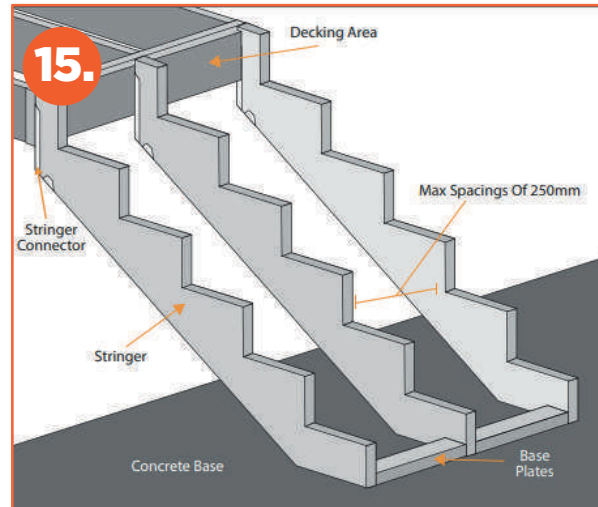 15.
Decking Area
Max Spacings Of 250mm
Stringer
Connector
Stringer
Concrete Base
Base
Plates